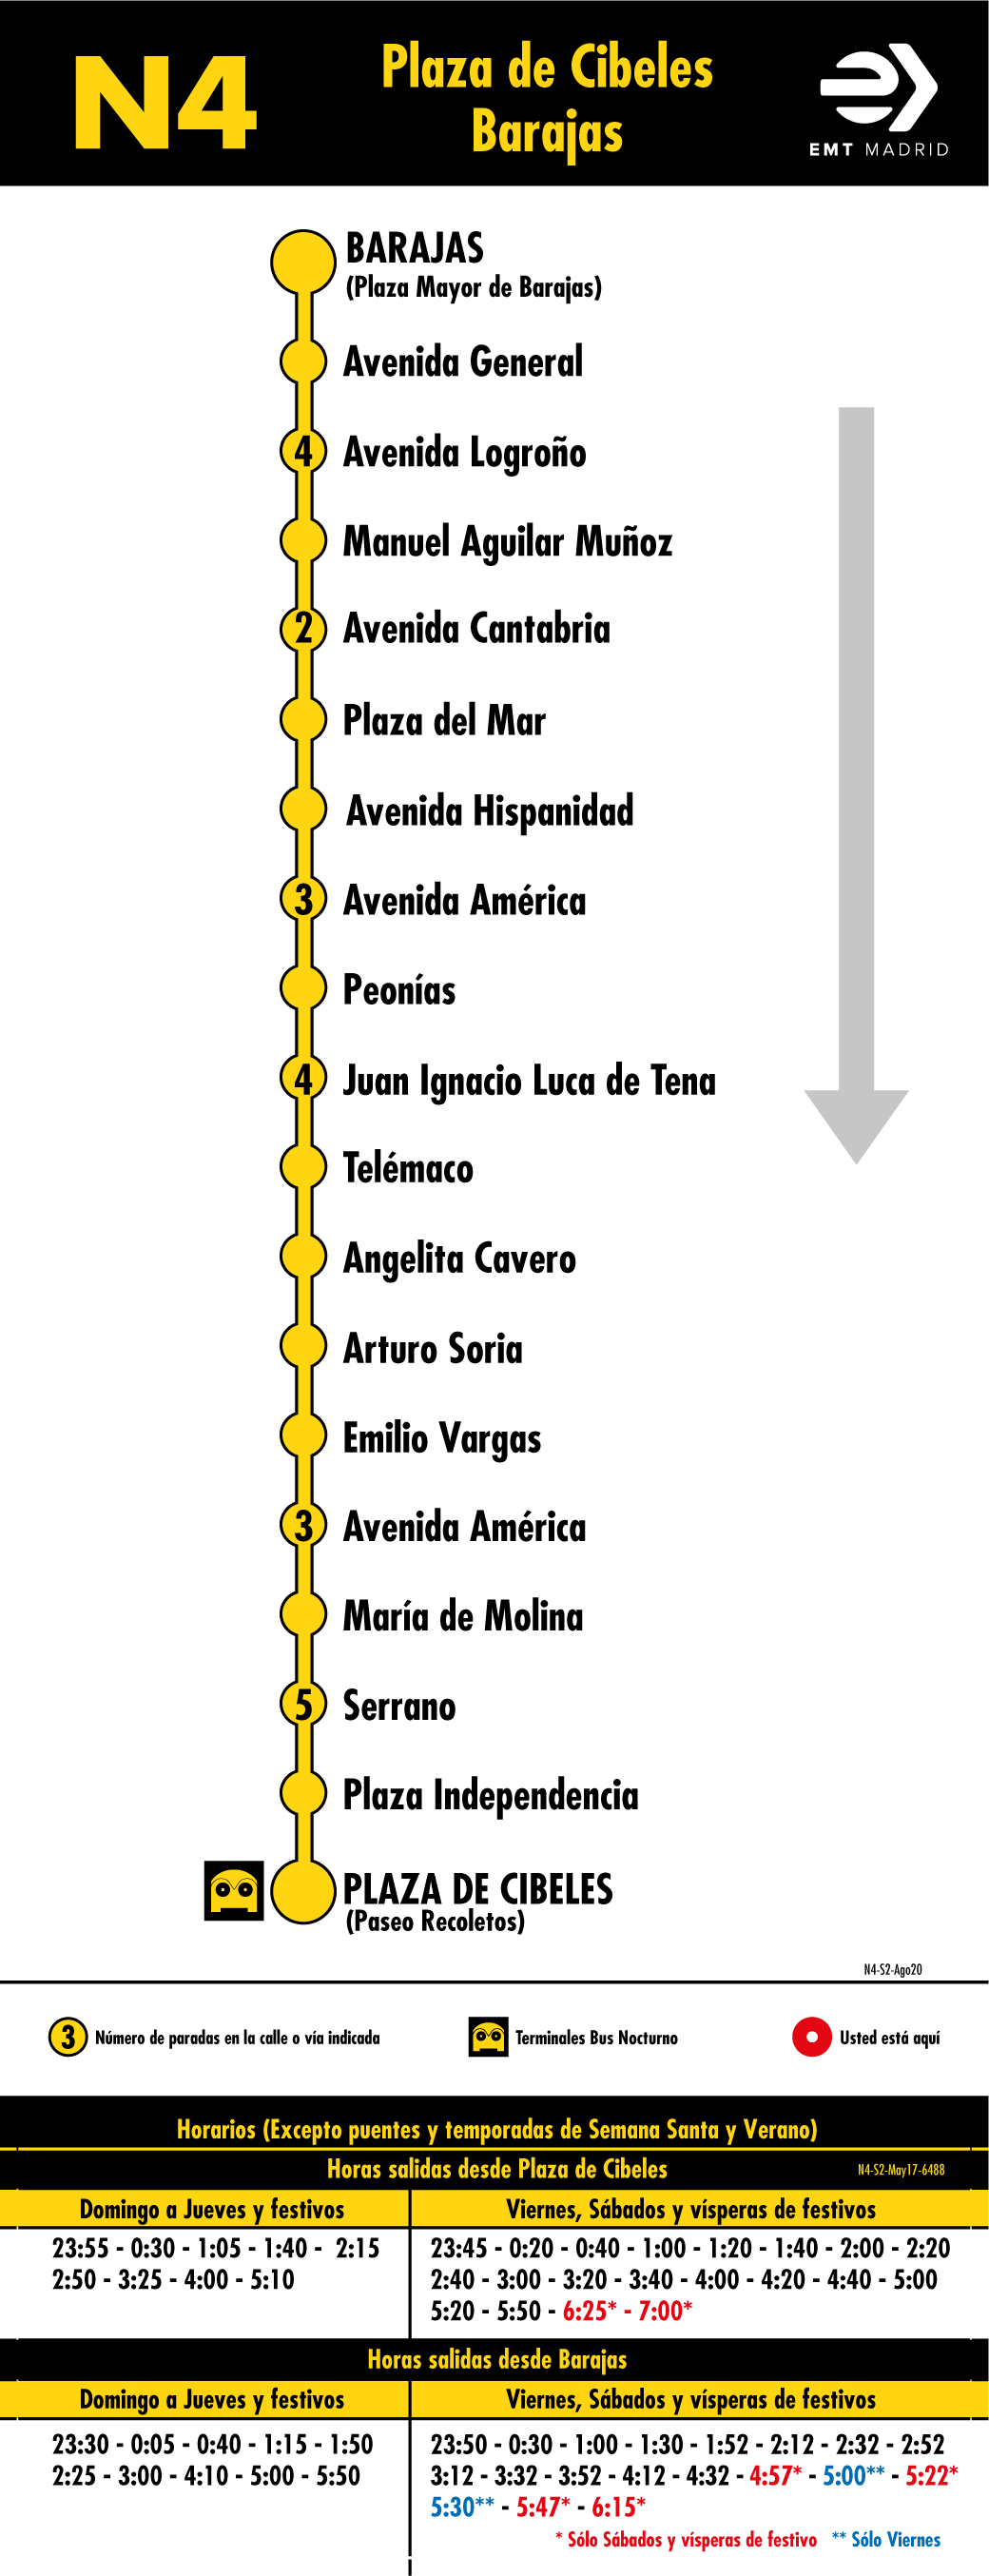 N4
Plaza de Cibeles
Barajas
EMT MADRID
BARAJAS
(Plaza Mayor de Barajas)
Avenida General
4 Avenida Logroño
Manuel Aguilar Muñoz
2 Avenida Cantabria
Plaza del Mar
Avenida Hispanidad
3 Avenida América
Peonías
4 Juan Ignacio Luca de Tena
Telémaco
Angelita Cavero
Arturo Soria
Emilio Vargas
3 Avenida América
María de Molina
5 Serrano
Plaza Independencia
PLAZA DE CIBELES
(Paseo Recoletos)
N4-S2-Ago20
3 Número de paradas en la calle o vía indicada
Terminales Bus Nocturno
Usted está aquí
Horarios (Excepto puentes y temporadas de Semana Santa y Verano)
Horas salidas desde Plaza de Cibeles
N4-S2-May17-6488
Domingo a Jueves y festivos
23:55 - 0:30 - 1:05 - 1:40 - 2:15
2:50 - 3:25 - 4:00 - 5:10
Viernes, Sábados y vísperas de festivos
23:45 - 0:20 - 0:40 - 1:00 - 1:20 - 1:40 - 2:00 - 2:20
2:40 - 3:00 - 3:20 - 3:40 - 4:00 - 4:20 - 4:40 - 5:00
5:20 - 5:50 - 6:25* - 7:00*
Horas salidas desde Barajas
Domingo a Jueves y festivos
23:30 - 0:05 - 0:40 - 1:15 - 1:50
2:25 - 3:00 - 4:10 - 5:00 - 5:50
Viernes, Sábados y vísperas de festivos
23:50 - 0:30 - 1:00 - 1:30 - 1:52 - 2:12 - 2:32 - 2:52
3:12 - 3:32 - 3:52 - 4:12 - 4:32 - 4:57* - 5:00** - 5:22*
5:30** - 5:47* - 6:15*
* Sólo Sábados y vísperas de festivo ** Sólo Viernes